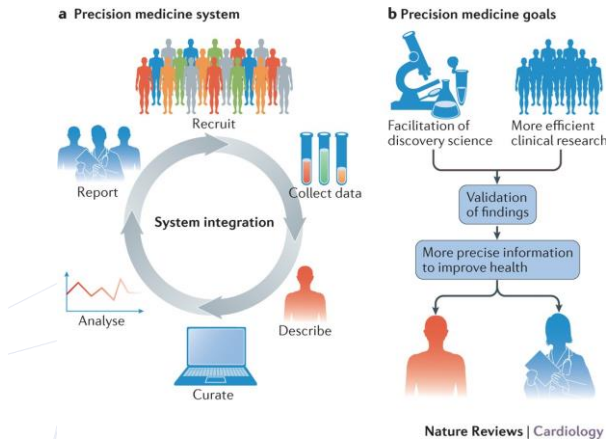 a Precision medicine system
Recruit
Collect data
Describe
Curate
Analyse
Report
System integration
b Precision medicine goals
Facilitation of
discovery science
More efficient
clinical research
Validation
of findings
More precise information
to improve health
Nature Reviews | Cardiology